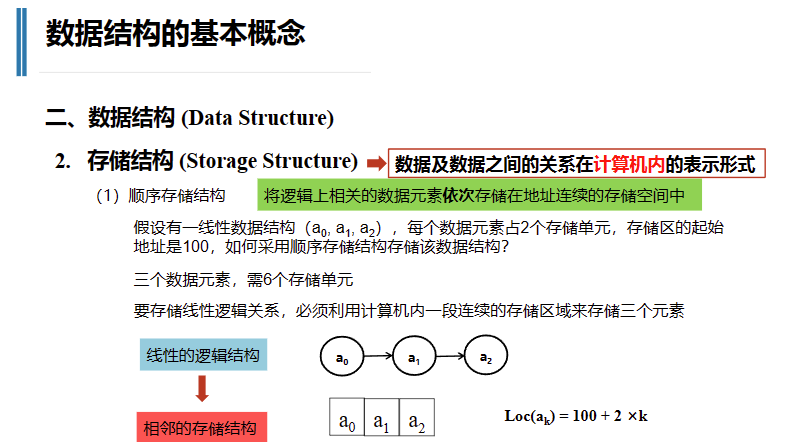 数据结构的基本概念
二、数据结构 (Data Structure)
2. 存储结构 (Storage Structure) 数据及数据之间的关系在计算机内的表示形式
（1）顺序存储结构 将逻辑上相关的数据元素依次存储在地址连续的存储空间中
假设有一线性数据结构（a₀, a₁, a₂），每个数据元素占2个存储单元，存储区的起始
地址是100，如何采用顺序存储结构存储该数据结构？
三个数据元素，需6个存储单元
要存储线性逻辑关系，必须利用计算机内一段连续的存储区域来存储三个元素
线性的逻辑结构 a₀ a₁ a₂
相邻的存储结构 a₀ a₁ a₂ Loc(aₖ) = 100 + 2 ×k